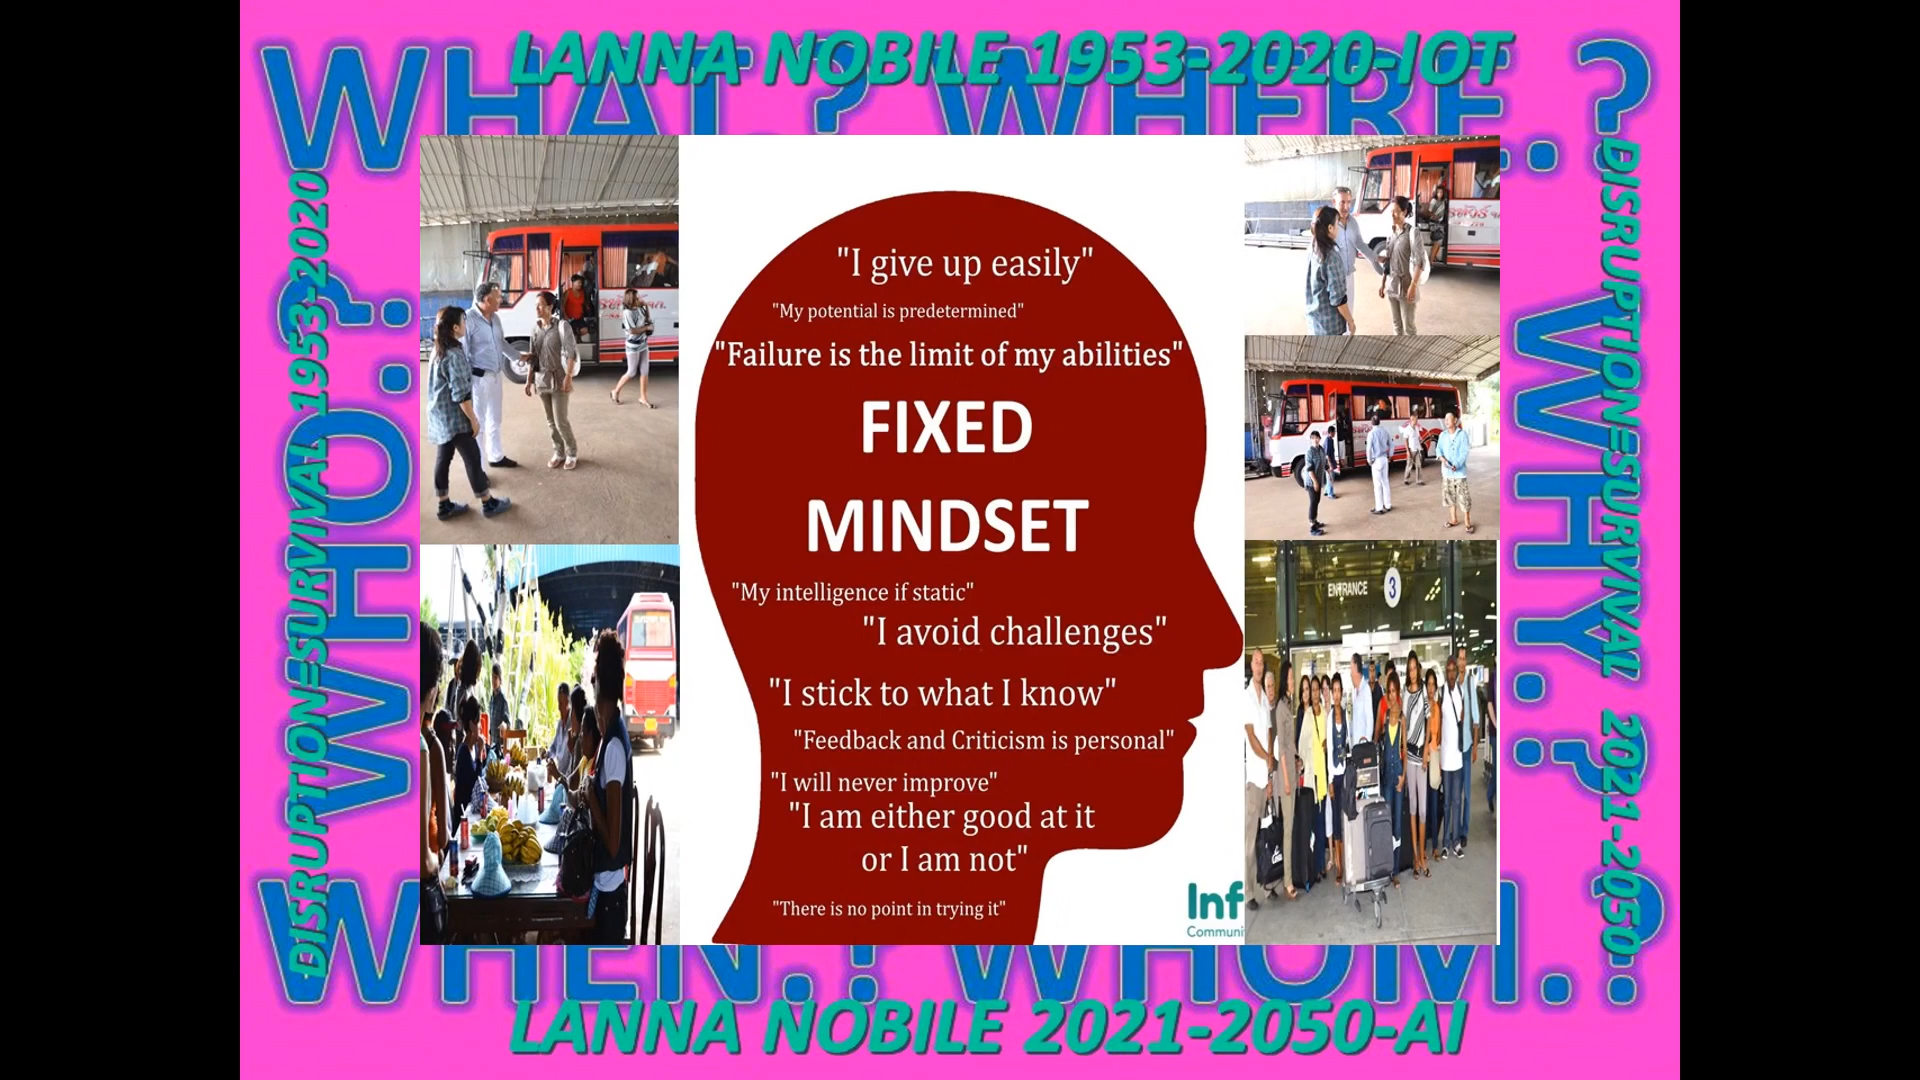 LANNA NOBILE 1953-2020-IOT
WHAT.? WHERE.?
DISRUPTION=SURVIVAL 1953-2020
WHO.?
"I give up easily"
"My potential is predetermined"
"Failure is the limit of my abilities"
FIXED
MINDSET
"My intelligence if static"
"I avoid challenges"
"I stick to what I know"
"Feedback and Criticism is personal"
"I will never improve"
"I am either good at it
or I am not"
"There is no point in trying it"
Inf
Communi
ENTRANCE 3
WHY.?
DISRUPTION=SURVIVAL 2021-2050
WHEN.? WHOM.?
LANNA NOBILE 2021-2050-AI